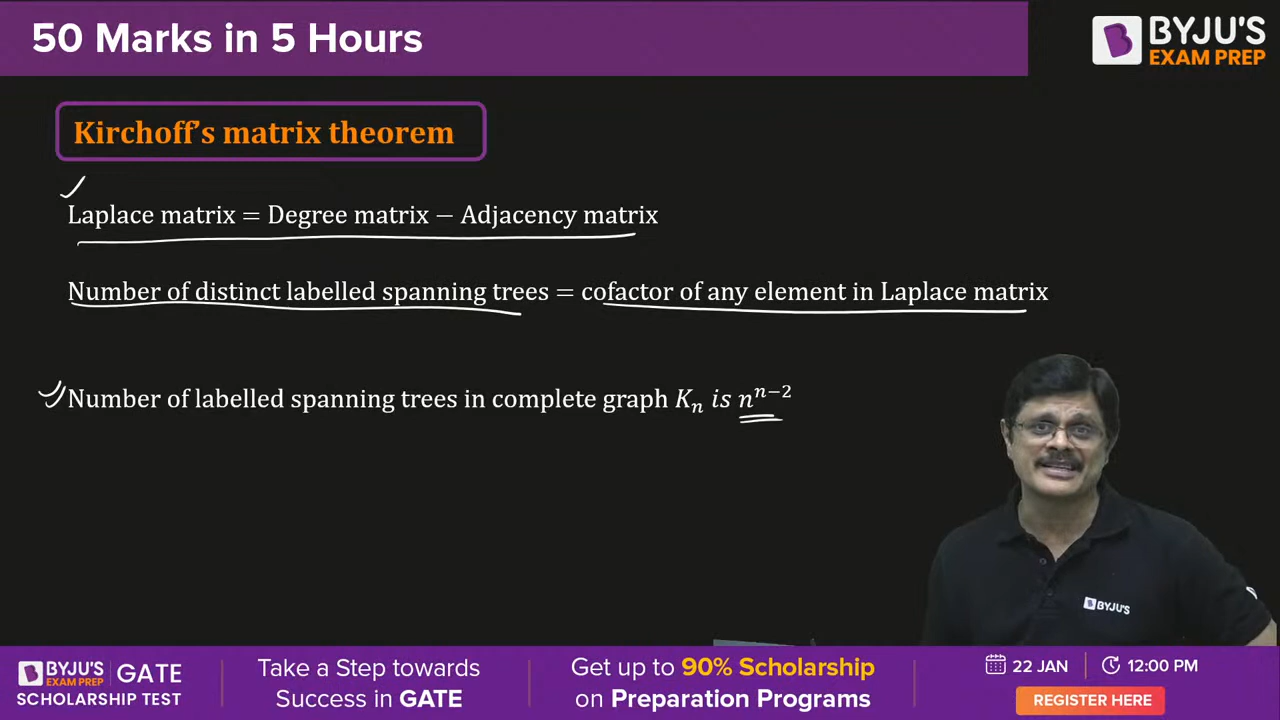 50 Marks in 5 Hours
BYJU'S
EXAM PREP
Kirchoff's matrix theorem
Laplace matrix = Degree matrix − Adjacency matrix
Number of distinct labelled spanning trees = cofactor of any element in Laplace matrix
Number of labelled spanning trees in complete graph Kₙ is nⁿ⁻²
BYJU'S
BYJU'S
EXAM PREP
GATE
SCHOLARSHIP TEST
Take a Step towards
Success in GATE
Get up to 90% Scholarship
on Preparation Programs
22 JAN
12:00 PM
REGISTER HERE